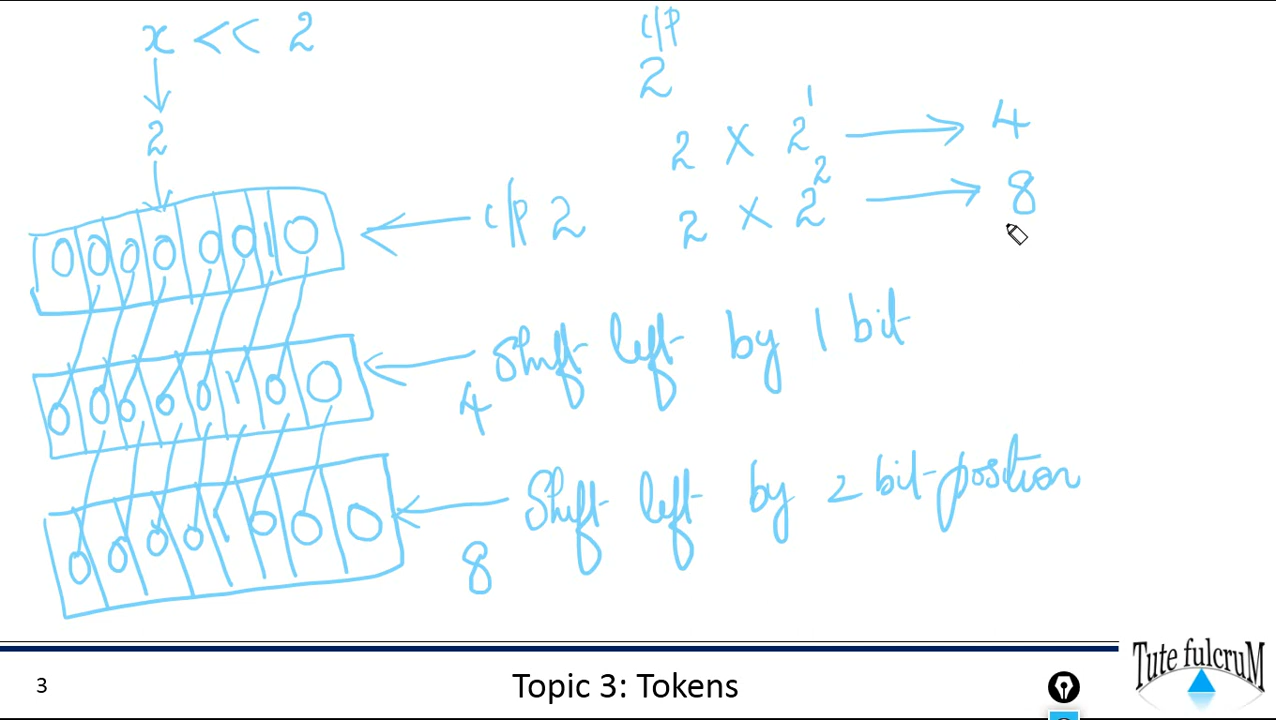 x << 2
2
I/P
2
2 X 2¹ → 4
2 X 2² → 8
0 0 0 0 0 0 1 0 ← I/P 2
0 0 0 0 0 1 0 0 ← Shift left by 1 bit
4
0 0 0 0 1 0 0 0 ← Shift left by 2 bit-position
8
3
Topic 3: Tokens
Tute fulcruM